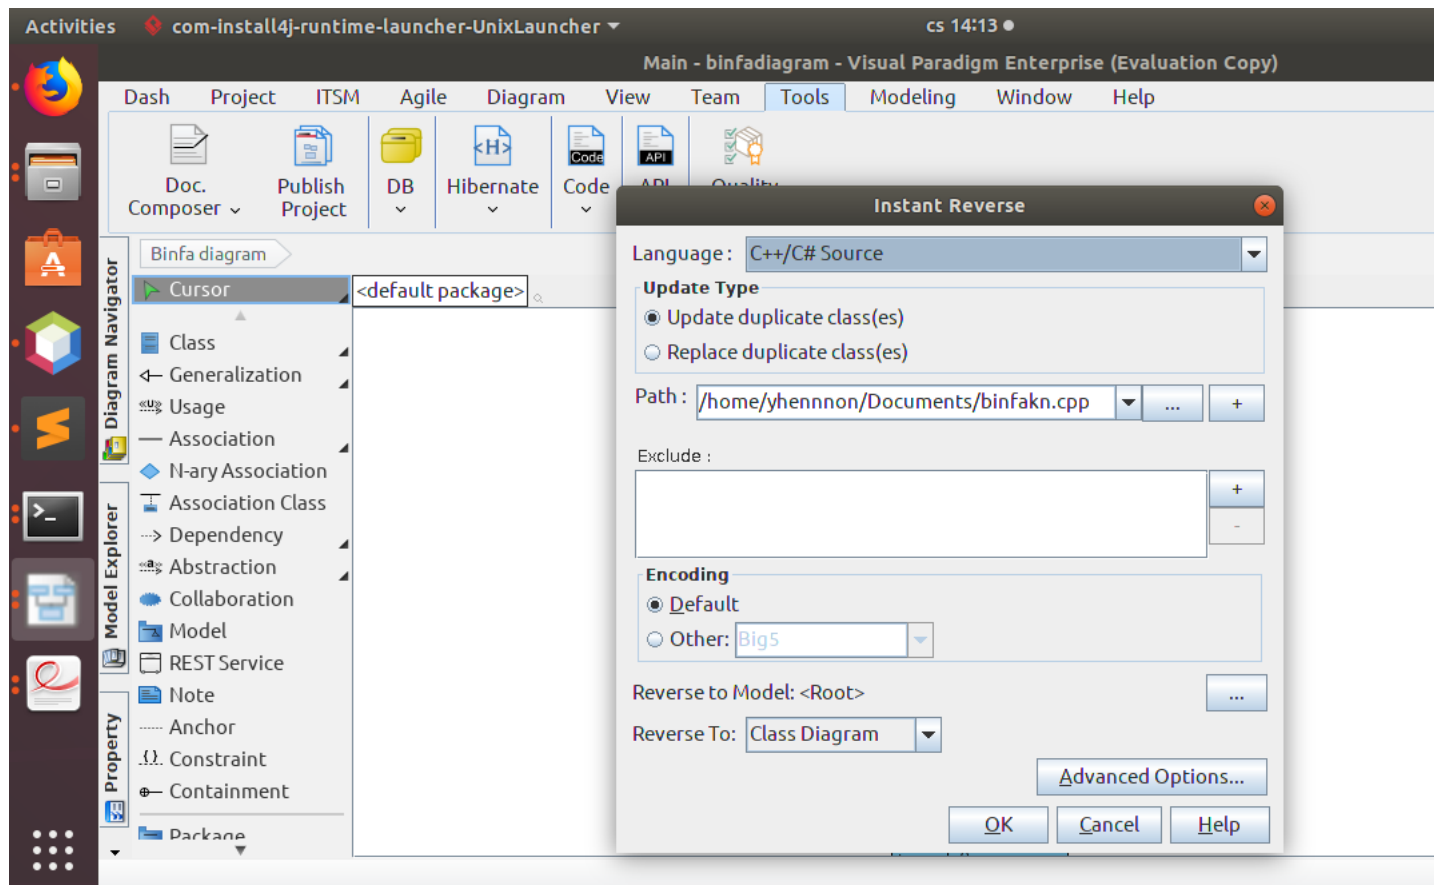 Activities com-install4j-runtime-launcher-UnixLauncher cs 14:13
Main - binfadiagram - Visual Paradigm Enterprise (Evaluation Copy)
Dash Project ITSM Agile Diagram View Team Tools Modeling Window Help
<H> Code API
Doc. Composer
Publish Project
DB
Hibernate
Code
API
Quality
Binfa diagram
Diagram Navigator
Model Explorer
Property
Cursor
<default package>
Class
Generalization
«U» Usage
Association
N-ary Association
Association Class
Dependency
«a» Abstraction
Collaboration
Model
REST Service
Note
Anchor
{} Constraint
Containment
Package
Instant Reverse
Language : C++/C# Source
Update Type
Update duplicate class(es)
Replace duplicate class(es)
Path : /home/yhennnon/Documents/binfakn.cpp ... +
Exclude :
+
-
Encoding
Default
Other: Big5
Reverse to Model: <Root> ...
Reverse To: Class Diagram
Advanced Options...
OK Cancel Help